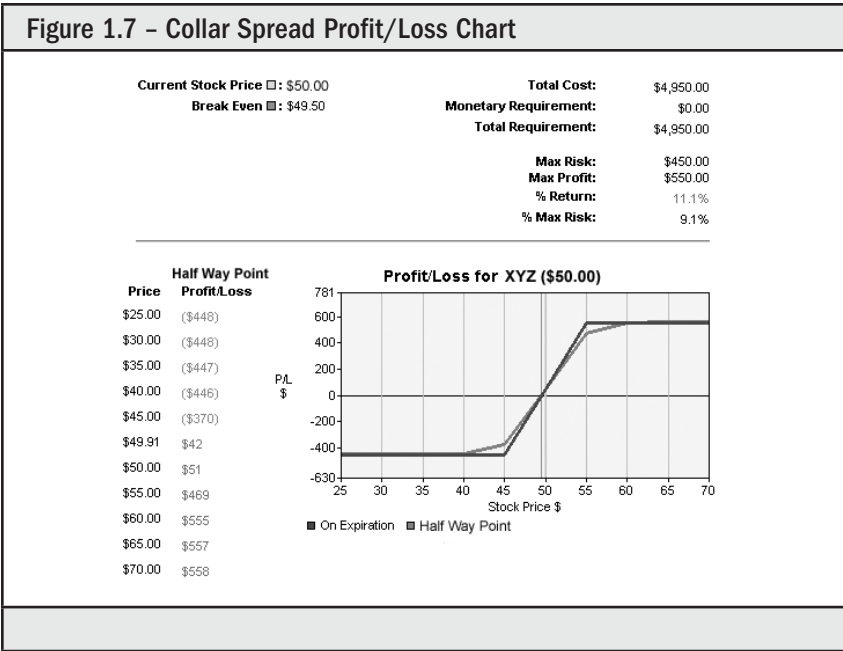 Figure 1.7 – Collar Spread Profit/Loss Chart
Current Stock Price : $50.00
Break Even : $49.50
Total Cost: $4,950.00
Monetary Requirement: $0.00
Total Requirement: $4,950.00
Max Risk: $450.00
Max Profit: $550.00
% Return: 11.1%
% Max Risk: 9.1%
Half Way Point
Price Profit/Loss
$25.00 ($448)
$30.00 ($448)
$35.00 ($447)
$40.00 ($446)
$45.00 ($370)
$49.91 $42
$50.00 $51
$55.00 $469
$60.00 $555
$65.00 $557
$70.00 $558
Profit/Loss for XYZ ($50.00)
P/L
$
781
600
400
200
0
-200
-400
-630
25 30 35 40 45 50 55 60 65 70
Stock Price $
On Expiration Half Way Point